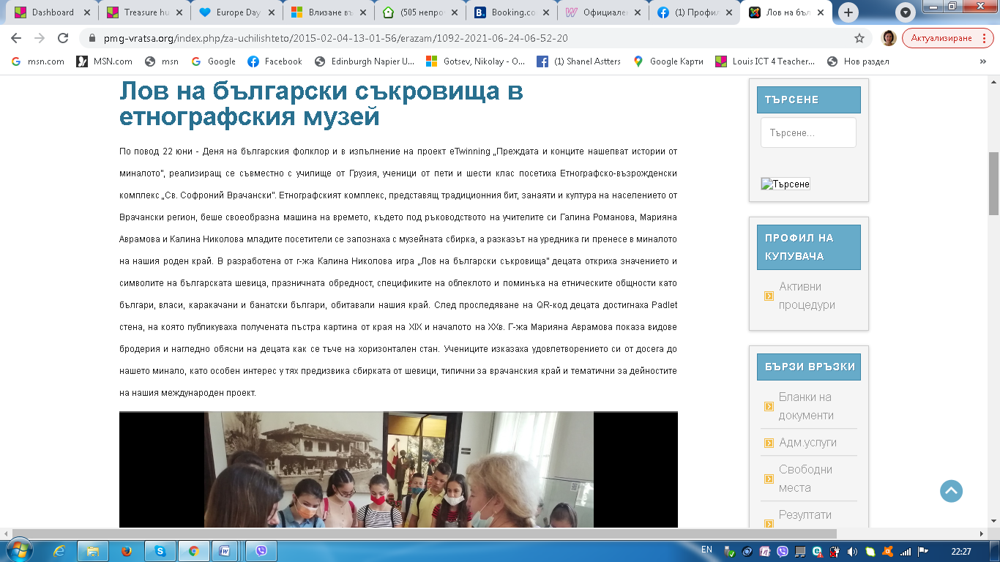 Dashboard
Treasure hu
Europe Day
Влизане въ
(505 непро
Booking.co
Официале
(1) Профил
Лов на бъл
pmg-vratsa.org/index.php/za-uchilishteto/2015-02-04-13-01-56/erazam/1092-2021-06-24-06-52-20
Актуализиране
msn.com
MSN.com
msn
Google
Facebook
Edinburgh Napier U...
Gotsev, Nikolay - O...
(1) Shanel Astters
Google Карти
Louis ICT 4 Teacher...
Нов раздел
»
Лов на български съкровища в
етнографския музей
По повод 22 юни - Деня на българския фолклор и в изпълнение на проект eTwinning „Преждата и конците нашепват истории от
миналото", реализиращ се съвместно с училище от Грузия, ученици от пети и шести клас посетиха Етнографско-възрожденски
комплекс „Св. Софроний Врачански". Етнографският комплекс, представящ традиционния бит, занаяти и култура на населението от
Врачански регион, беше своеобразна машина на времето, където под ръководството на учителите си Галина Романова, Марияна
Аврамова и Калина Николова младите посетители се запознаха с музейната сбирка, а разказът на уредника ги пренесе в миналото
на нашия роден край. В разработена от г-жа Калина Николова игра „Лов на български съкровища" децата откриха значението и
символите на българската шевица, празничната обредност, спецификите на облеклото и поминъка на етническите общности като
българи, власи, каракачани и банатски българи, обитавали нашия край. След проследяване на QR-код децата достигнаха Padlet
стена, на която публикуваха получената пъстра картина от края на XIX и началото на XXв. Г-жа Марияна Аврамова показа видове
бродерия и нагледно обясни на децата как се тъче на хоризонтален стан. Учениците изказаха удовлетворението си от досега до
нашето минало, като особен интерес у тях предизвика сбирката от шевици, типични за врачанския край и тематични за дейностите
на нашия международен проект.
ТЪРСЕНЕ
Търсене...
Търсене
ПРОФИЛ НА
КУПУВАЧА
Активни
процедури
БЪРЗИ ВРЪЗКИ
Бланки на
документи
Адм.услуги
Свободни
места
Резултати
EN
22:27